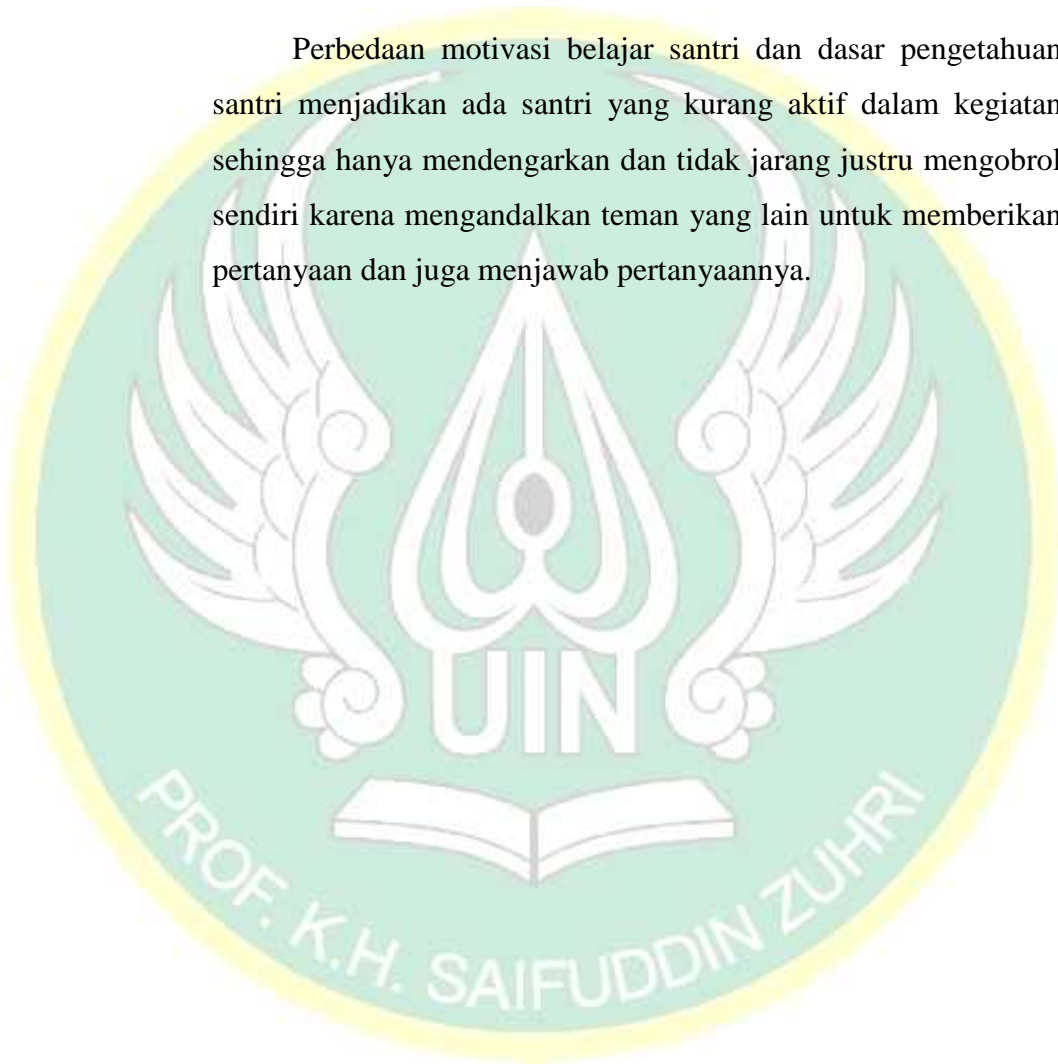 Perbedaan motivasi belajar santri dan dasar pengetahuan
santri menjadikan ada santri yang kurang aktif dalam kegiatan
sehingga hanya mendengarkan dan tidak jarang justru mengobrol
sendiri karena mengandalkan teman yang lain untuk memberikan
pertanyaan dan juga menjawab pertanyaannya.
UIN
PROF. K.H. SAIFUDDIN ZUHRI